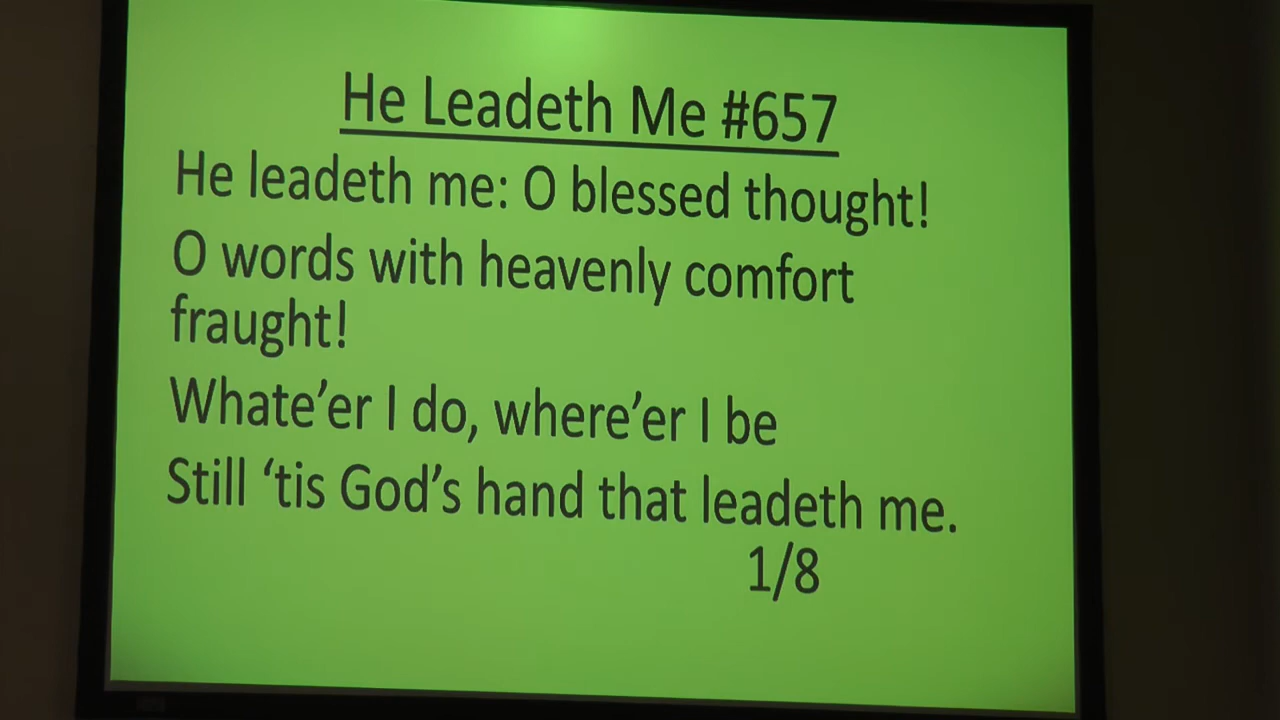 He Leadeth Me #657
He leadeth me: O blessed thought!
O words with heavenly comfort
fraught!
Whate’er I do, where’er I be
Still ‘tis God’s hand that leadeth me.
1/8